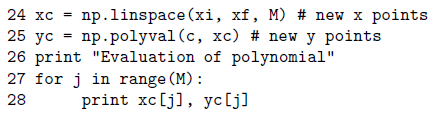 24 xc = np.linspace(xi, xf, M) # new x points
25 yc = np.polyval(c, xc) # new y points
26 print "Evaluation of polynomial"
27 for j in range(M):
28     print xc[j], yc[j]